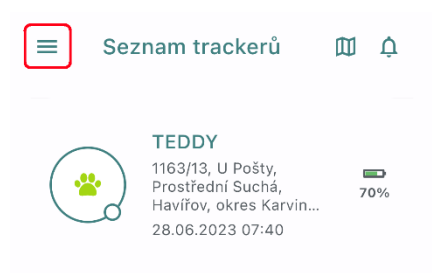 Seznam trackerů
TEDDY
1163/13, U Pošty,
Prostřední Suchá,
Havířov, okres Karvin...
28.06.2023 07:40
70%